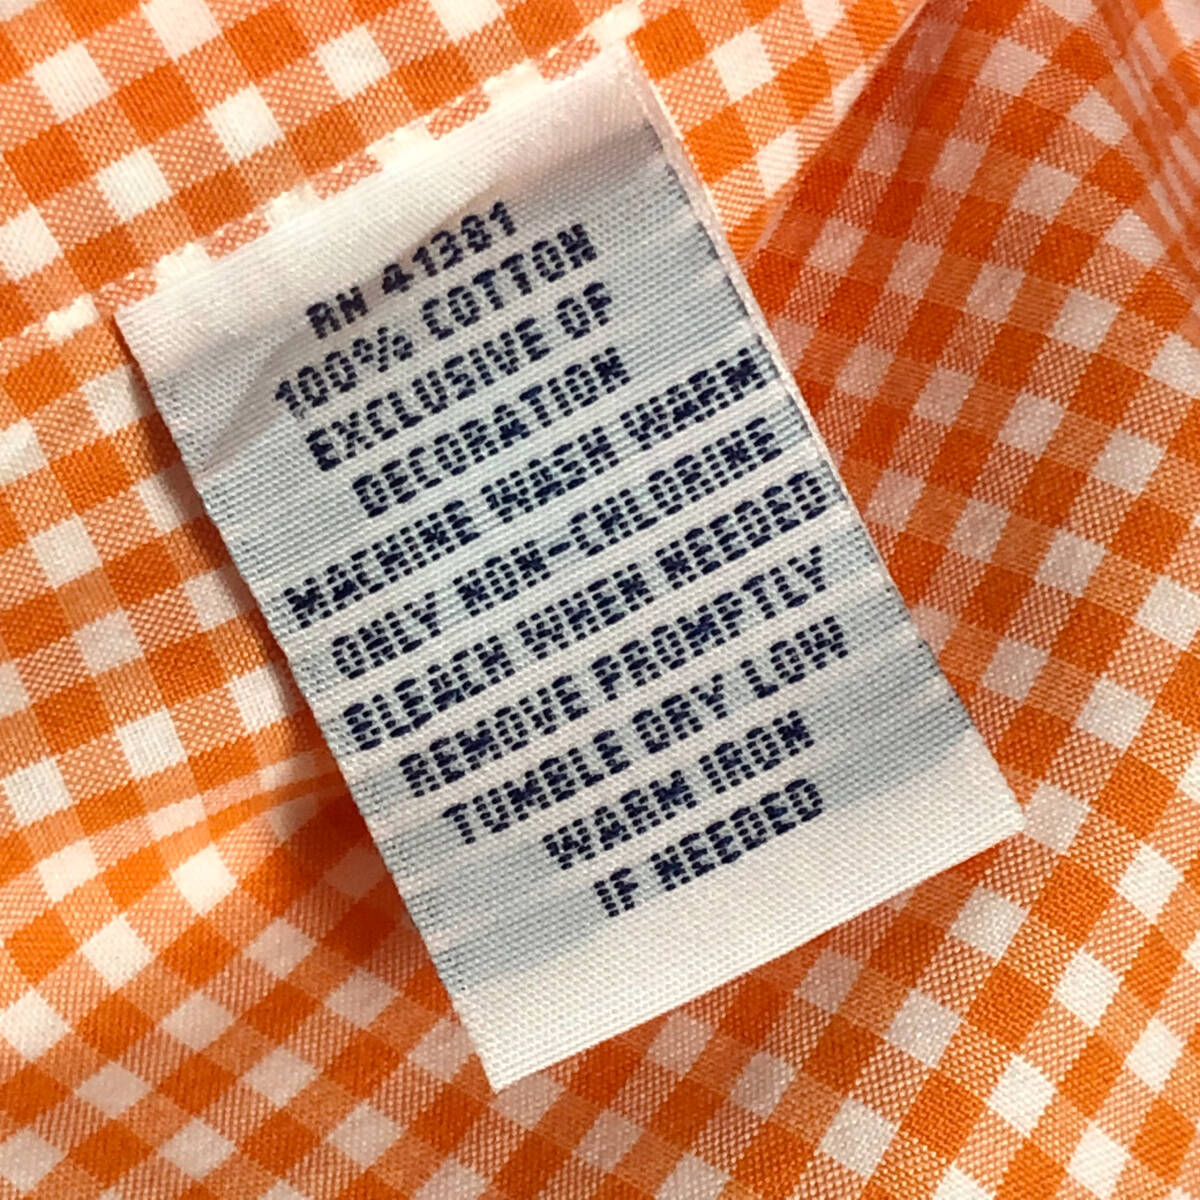 RN 41381
100% COTTON
EXCLUSIVE OF
DECORATION
MACHINE WASH WARM
ONLY NON-CHLORINE
BLEACH WHEN NEEDED
REMOVE PROMPTLY
TUMBLE DRY LOW
WARM IRON
IF NEEDED